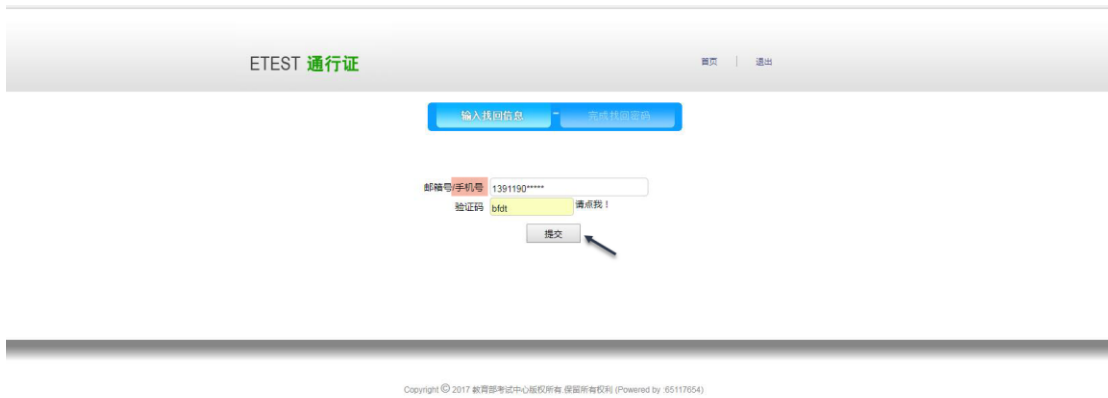 ETEST 通行证
首页 | 退出
输入找回信息 - 完成找回密码
邮箱号/手机号 1391190*****
验证码 bfdt 请点我！
提交
Copyright © 2017 教育部考试中心版权所有.保留所有权利 (Powered by :65117654)